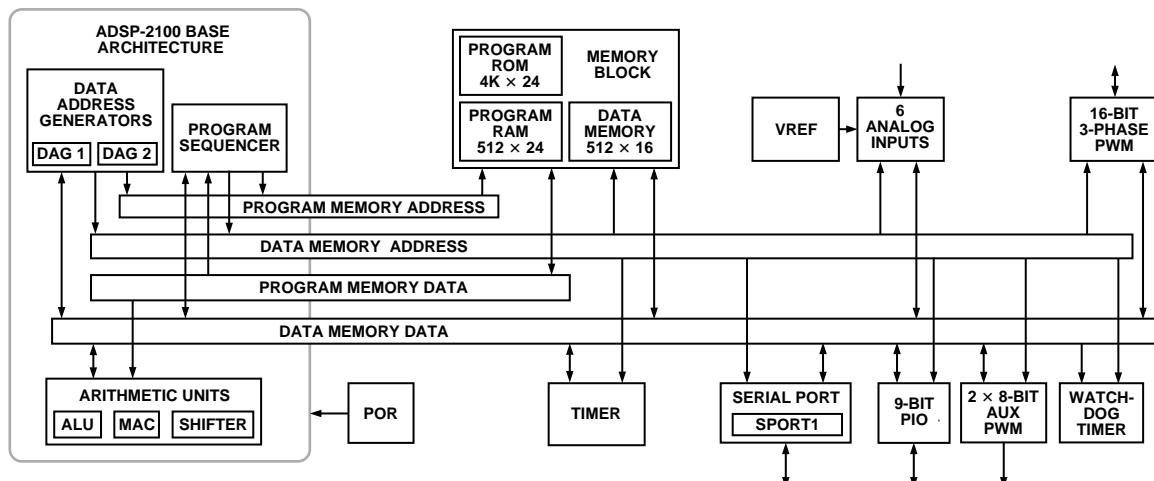 ADSP-2100 BASE
ARCHITECTURE
DATA
ADDRESS
GENERATORS
DAG 1
DAG 2
PROGRAM
SEQUENCER
PROGRAM
ROM
4K × 24
MEMORY
BLOCK
PROGRAM
RAM
512 × 24
DATA
MEMORY
512 × 16
VREF
6
ANALOG
INPUTS
16-BIT
3-PHASE
PWM
PROGRAM MEMORY ADDRESS
DATA MEMORY ADDRESS
PROGRAM MEMORY DATA
DATA MEMORY DATA
ARITHMETIC UNITS
ALU
MAC
SHIFTER
POR
TIMER
SERIAL PORT
SPORT1
9-BIT
PIO
2 × 8-BIT
AUX
PWM
WATCH-
DOG
TIMER